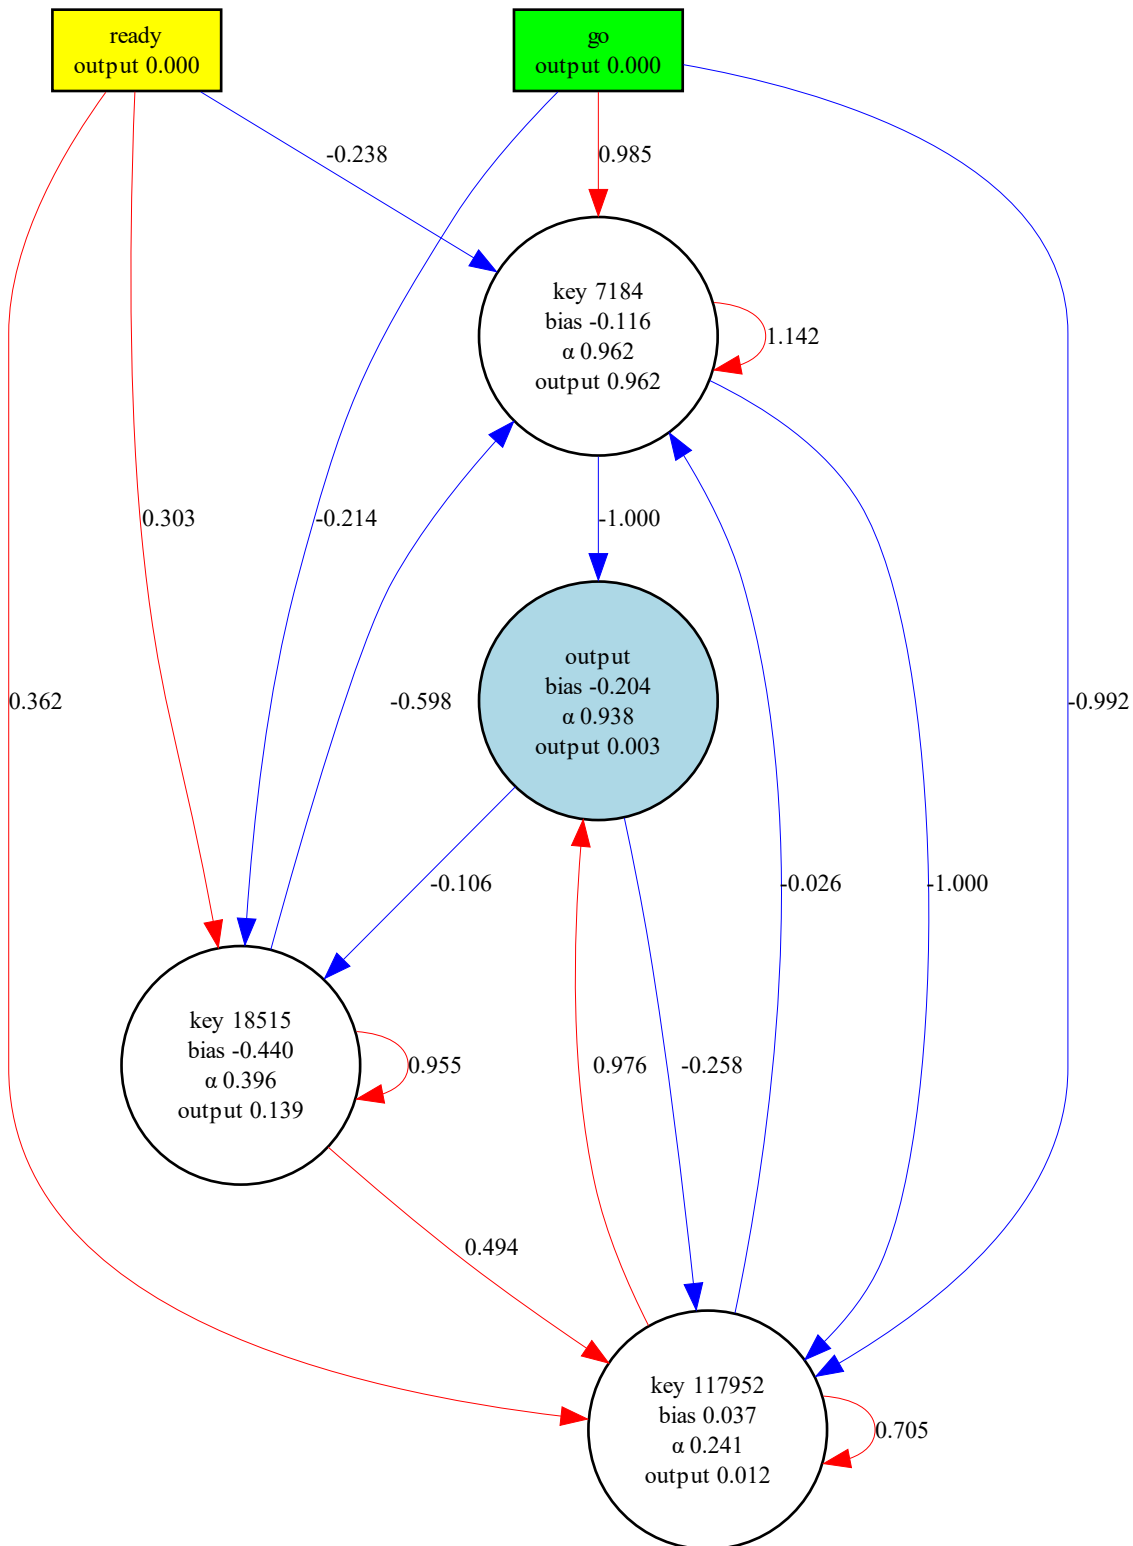 ready
output 0.000
go
output 0.000
-0.238
0.985
key 7184
bias -0.116
α 0.962
output 0.962
1.142
0.303
-0.214
-1.000
output
bias -0.204
α 0.938
output 0.003
0.362
-0.598
-0.992
-0.106
-0.026
-1.000
key 18515
bias -0.440
α 0.396
output 0.139
0.955
0.976
-0.258
0.494
key 117952
bias 0.037
α 0.241
output 0.012
0.705